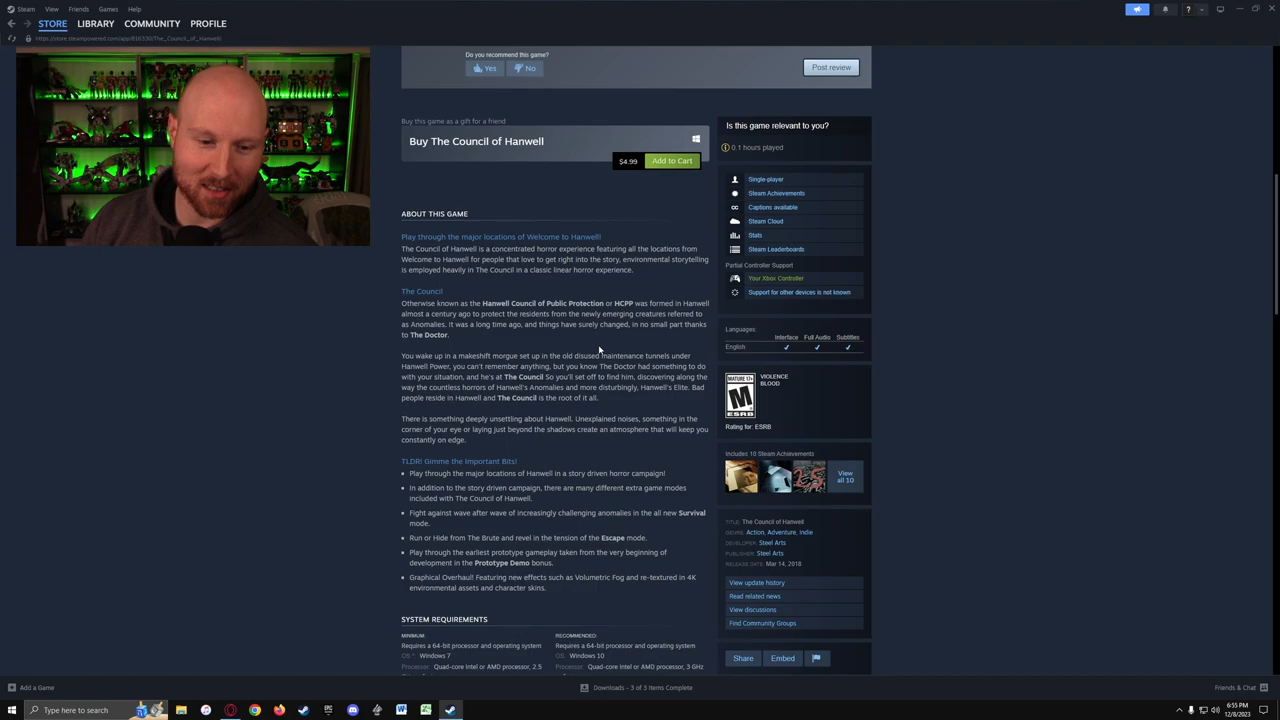 Steam View Friends Games Help
STORE LIBRARY COMMUNITY PROFILE
https://store.steampowered.com/app/810330/The_Council_of_Hanwell/
Do you recommend this game?
Yes No
Post review
Buy this game as a gift for a friend
Buy The Council of Hanwell
$4.99 Add to Cart
ABOUT THIS GAME
Play through the major locations of Welcome to Hanwell!
The Council of Hanwell is a concentrated horror experience featuring all the locations from
Welcome to Hanwell for people that love to get right into the story, environmental storytelling
is employed heavily in The Council in a classic linear horror experience.
The Council
Otherwise known as the Hanwell Council of Public Protection or HCPP was formed in Hanwell
almost a century ago to protect the residents from the newly emerging creatures referred to
as Anomalies. It was a long time ago, and things have surely changed, in no small part thanks
to The Doctor.
You wake up in a makeshift morgue set up in the old disused maintenance tunnels under
Hanwell Power, you can't remember anything, but you know The Doctor had something to do
with your situation, and he's at The Council So you'll set off to find him, discovering along the
way the countless horrors of Hanwell's Anomalies and more disturbingly, Hanwell's Elite. Bad
people reside in Hanwell and The Council is the root of it all.
There is something deeply unsettling about Hanwell. Unexplained noises, something in the
corner of your eye or laying just beyond the shadows create an atmosphere that will keep you
constantly on edge.
TLDR! Gimme the Important Bits!
Play through the major locations of Hanwell in a story driven horror campaign!
In addition to the story driven campaign, there are many different extra game modes
included with The Council of Hanwell.
Fight against wave after wave of increasingly challenging anomalies in the all new Survival
mode.
Run or Hide from The Brute and revel in the tension of the Escape mode.
Play through the earliest prototype gameplay taken from the very beginning of
development in the Prototype Demo bonus.
Graphical Overhaul! Featuring new effects such as Volumetric Fog and re-textured in 4K
environmental assets and character skins.
SYSTEM REQUIREMENTS
MINIMUM:
Requires a 64-bit processor and operating system
OS *: Windows 7
Processor: Quad-core Intel or AMD processor, 2.5
RECOMMENDED:
Requires a 64-bit processor and operating system
OS: Windows 10
Processor: Quad-core Intel or AMD processor, 3 GHz
Is this game relevant to you?
0.1 hours played
Single-player
Steam Achievements
CC Captions available
Steam Cloud
Stats
Steam Leaderboards
Partial Controller Support
Your Xbox Controller
Support for other devices is not known
Languages:
Interface Full Audio Subtitles
English ✔ ✔ ✔
MATURE 17+
M
ESRB
VIOLENCE
BLOOD
Rating for: ESRB
Includes 10 Steam Achievements
View
all 10
TITLE: The Council of Hanwell
GENRE: Action, Adventure, Indie
DEVELOPER: Steel Arts
PUBLISHER: Steel Arts
RELEASE DATE: Mar 14, 2018
View update history
Read related news
View discussions
Find Community Groups
Share Embed
Add a Game
Downloads - 3 of 3 Items Complete
Friends & Chat
Type here to search
6:55 PM
12/8/2023